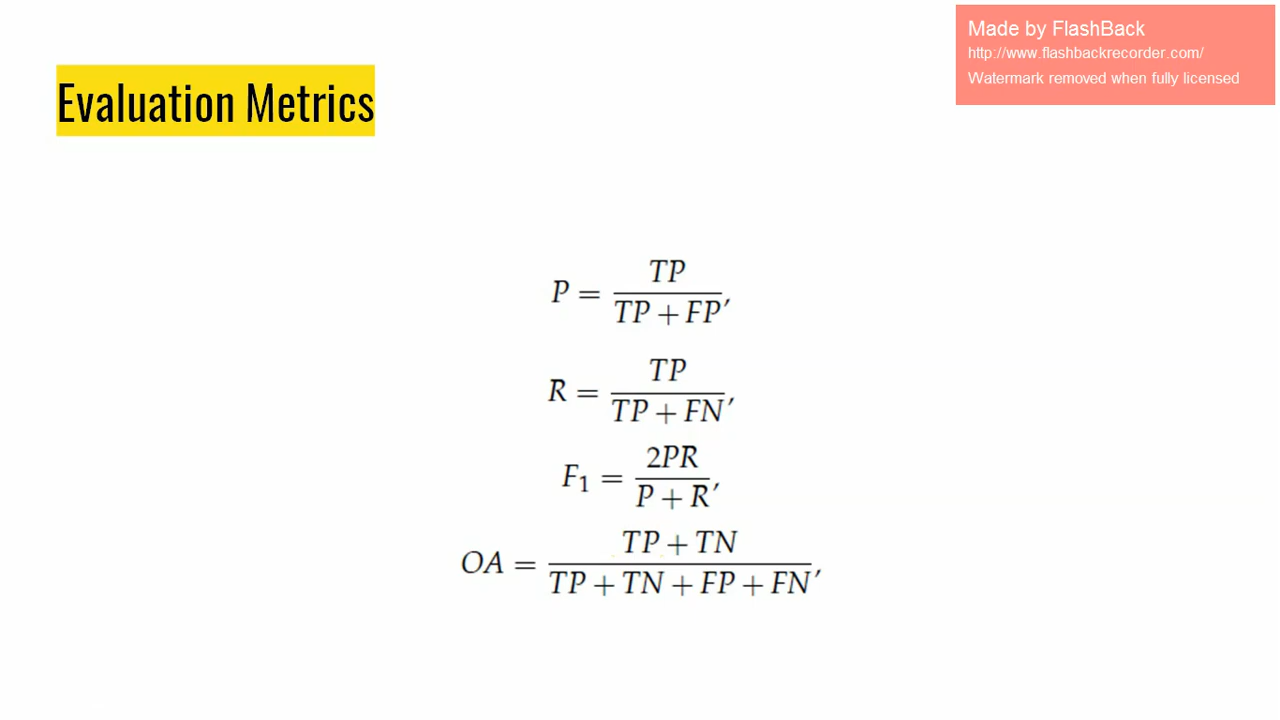 Made by FlashBack
http://www.flashbackrecorder.com/
Watermark removed when fully licensed
Evaluation Metrics
P = TP / (TP + FP),
R = TP / (TP + FN),
F₁ = 2PR / (P + R),
OA = (TP + TN) / (TP + TN + FP + FN),